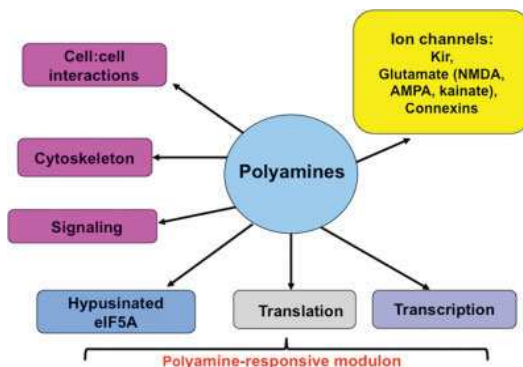 Cell:cell
interactions
Ion channels:
Kir,
Glutamate (NMDA,
AMPA, kainate),
Connexins
Cytoskeleton
Polyamines
Signaling
Hypusinated
eIF5A
Translation
Transcription
Polyamine-responsive modulon